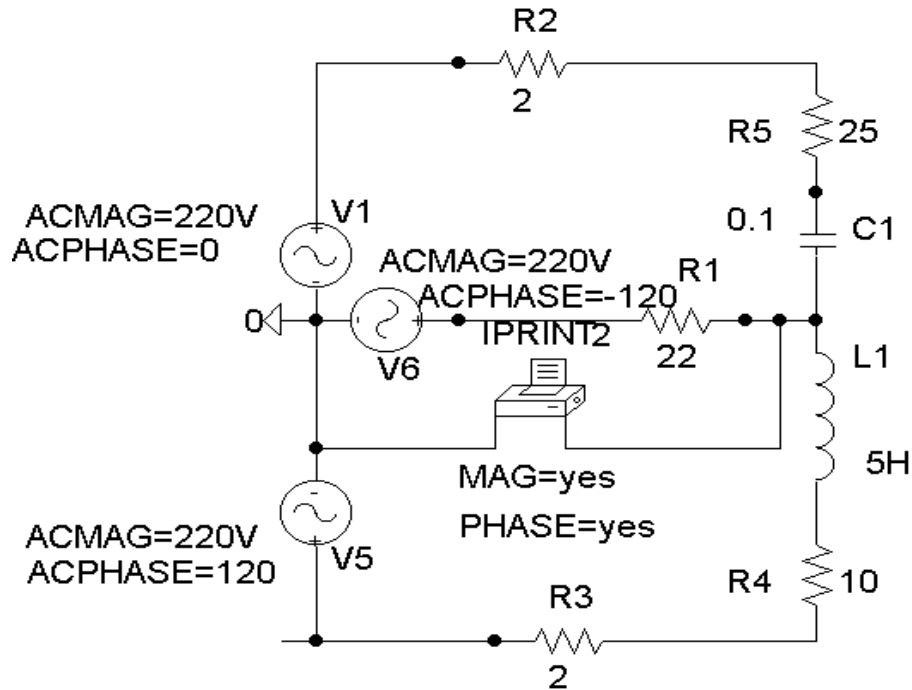 R2
2
R5
25
ACMAG=220V
ACPHASE=0
V1
0.1
C1
ACMAG=220V
ACPHASE=-120
R1
0
IPRINT2
V6
22
L1
5H
MAG=yes
PHASE=yes
ACMAG=220V
ACPHASE=120
V5
R4
10
R3
2